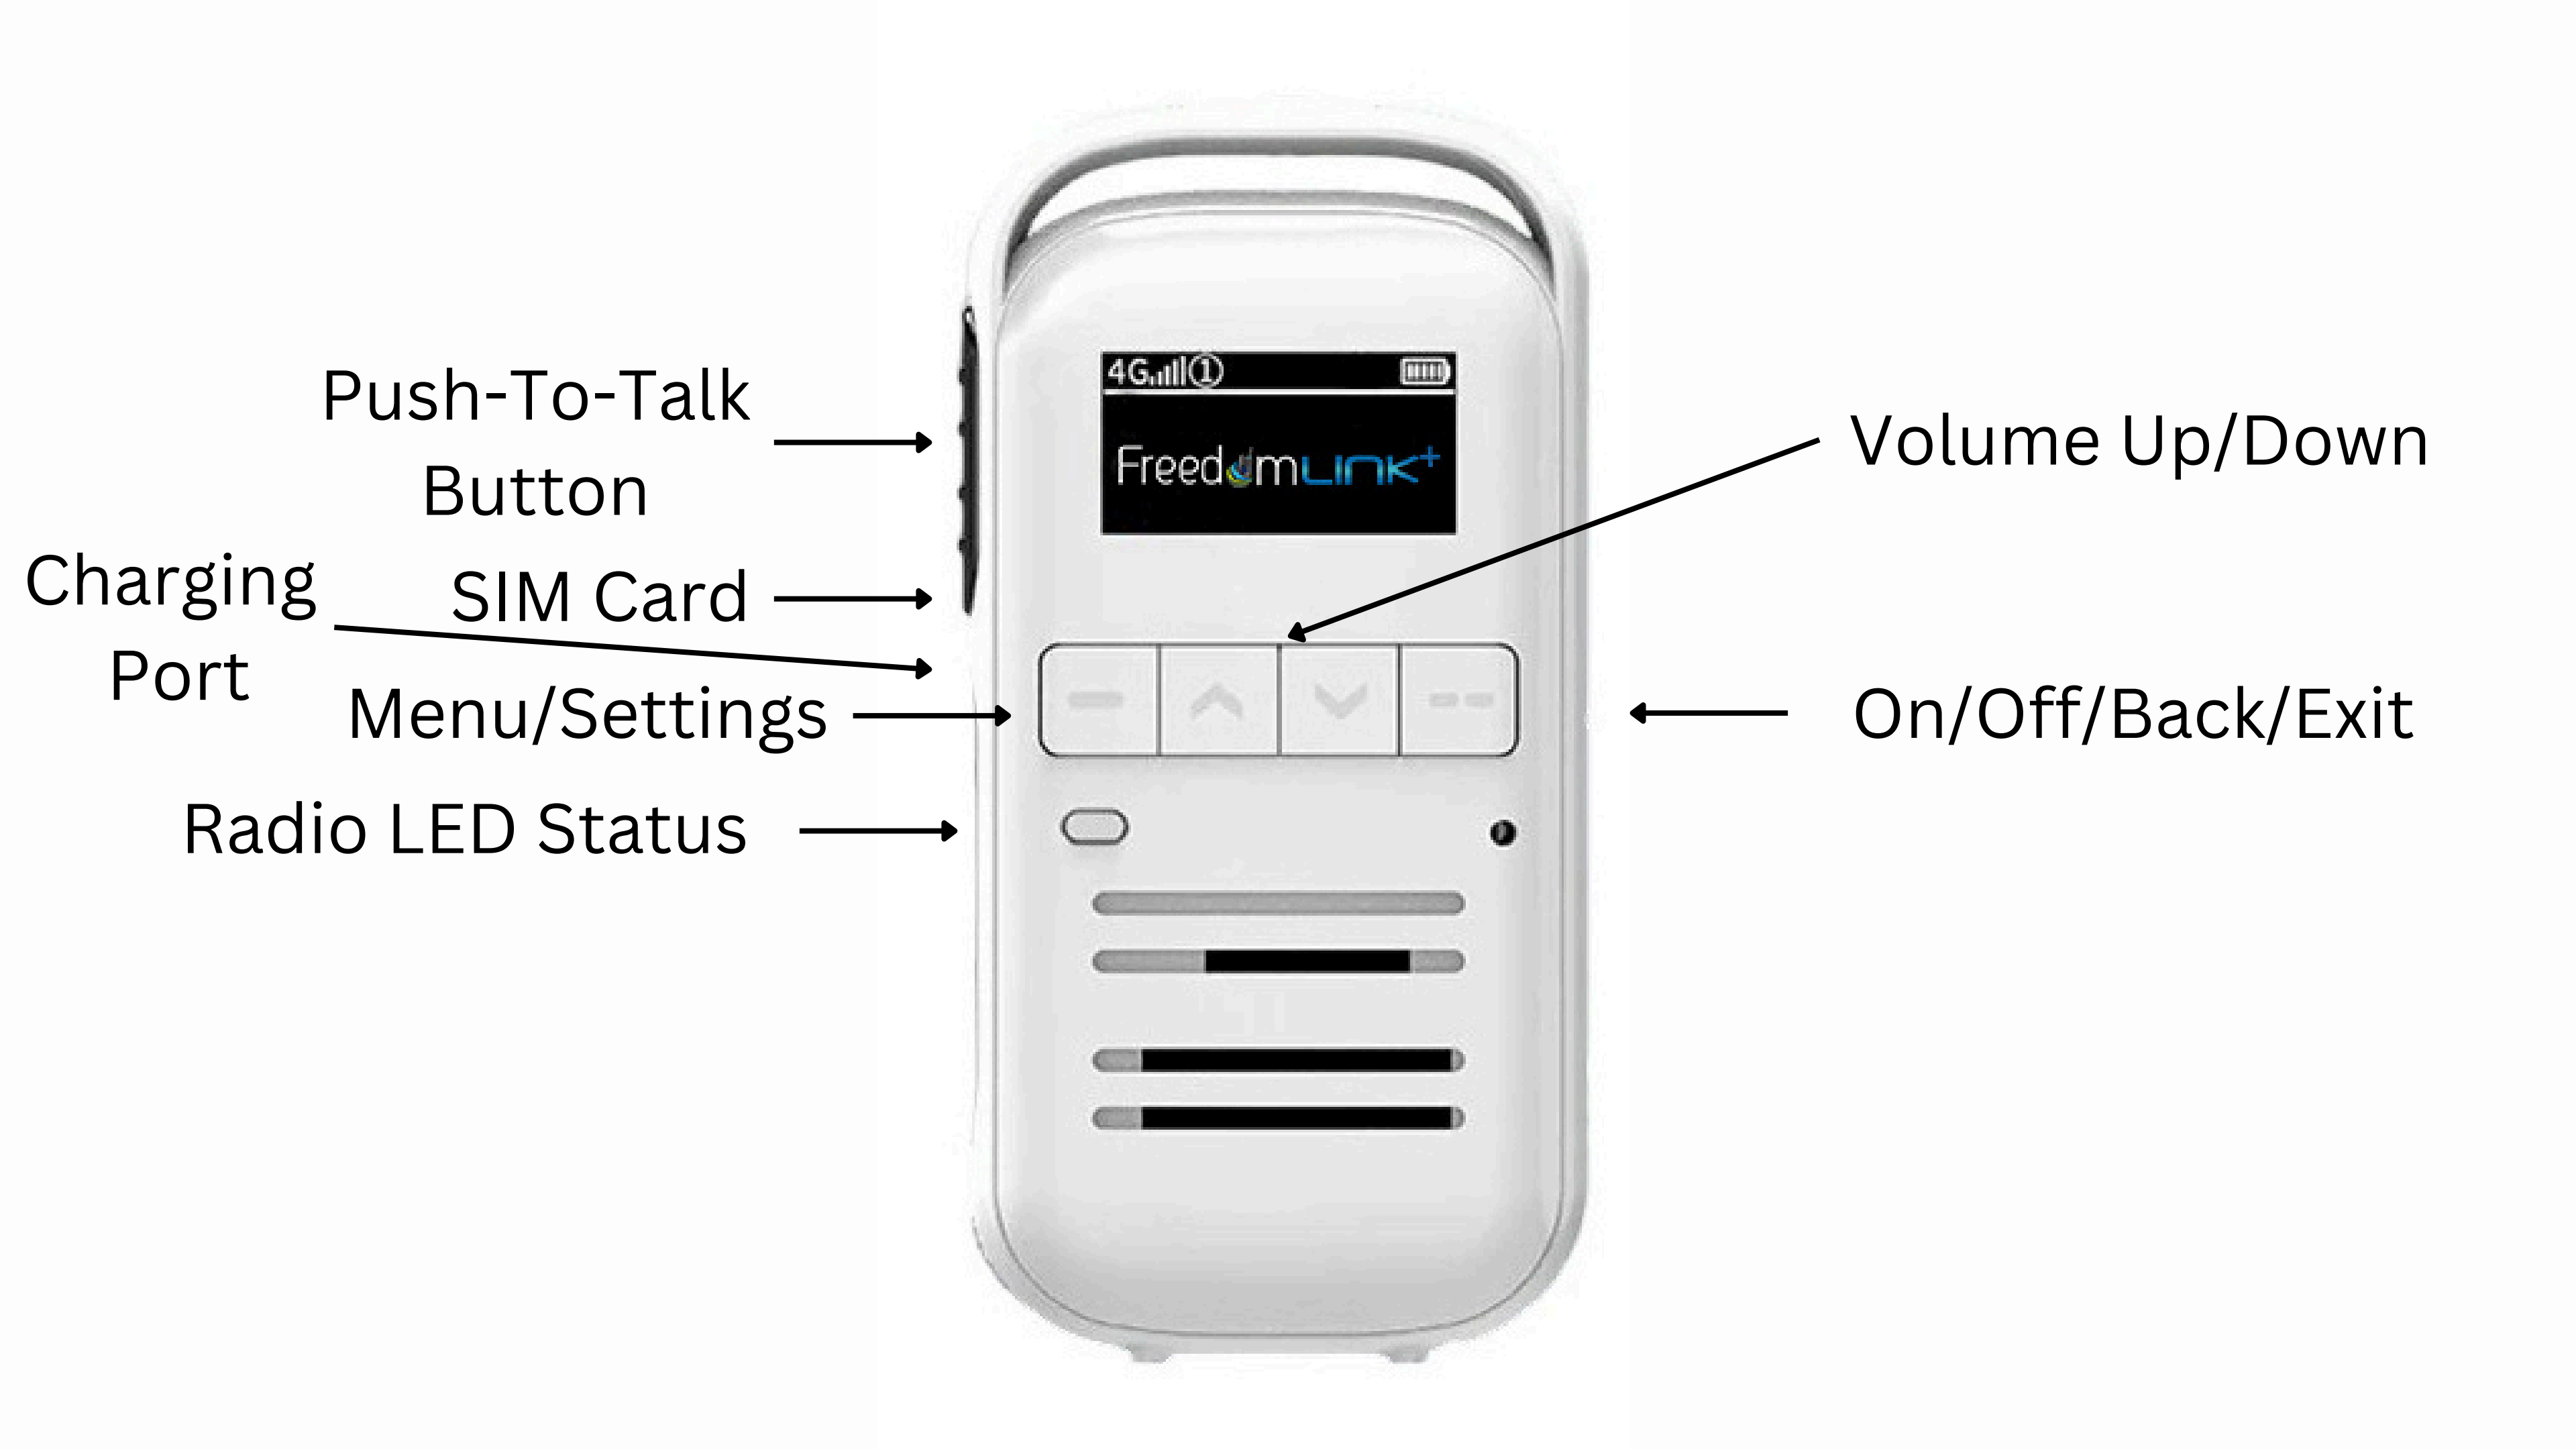 4G 1
FreedomLINK+
Push-To-Talk
Button
Charging
Port
SIM Card
Menu/Settings
Radio LED Status
Volume Up/Down
On/Off/Back/Exit